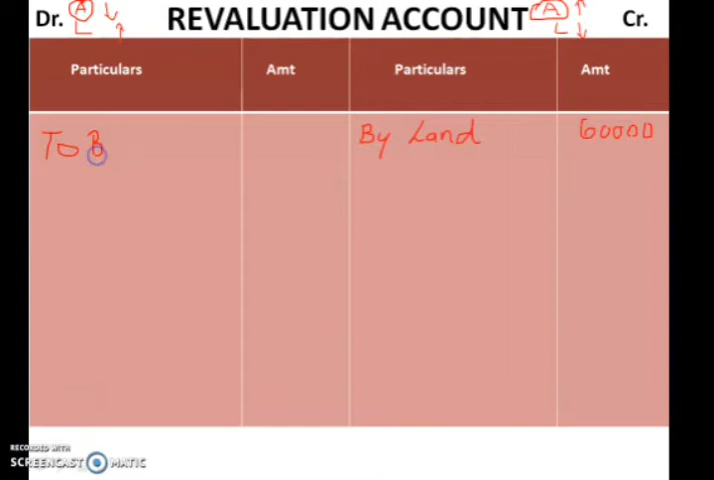 Dr. A ↓ REVALUATION ACCOUNT A ↑ Cr.
L ↑ L ↓
Particulars Amt Particulars Amt
To B By Land 60000
RECORDED WITH
SCREENCAST MATIC